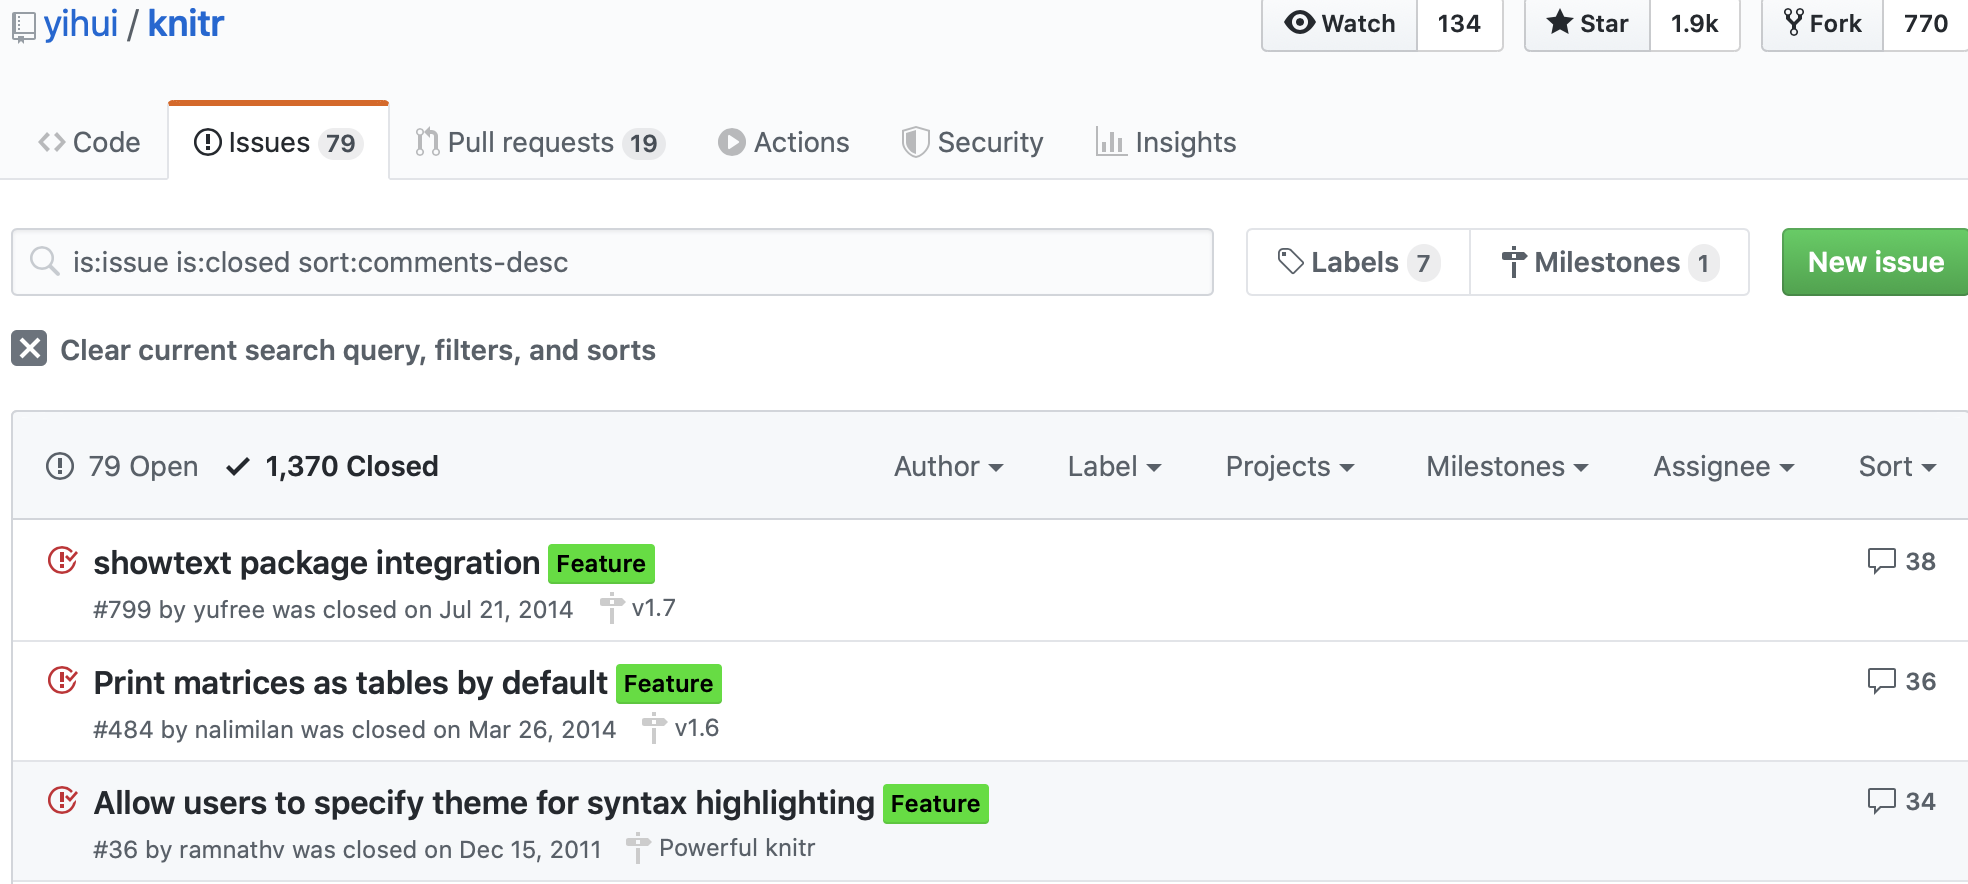 yihui / knitr
Watch 134 Star 1.9k Fork 770
Code Issues 79 Pull requests 19 Actions Security Insights
is:issue is:closed sort:comments-desc Labels 7 Milestones 1 New issue
Clear current search query, filters, and sorts
79 Open 1,370 Closed Author Label Projects Milestones Assignee Sort
showtext package integration Feature 38
#799 by yufree was closed on Jul 21, 2014 v1.7
Print matrices as tables by default Feature 36
#484 by nalimilan was closed on Mar 26, 2014 v1.6
Allow users to specify theme for syntax highlighting Feature 34
#36 by ramnathv was closed on Dec 15, 2011 Powerful knitr